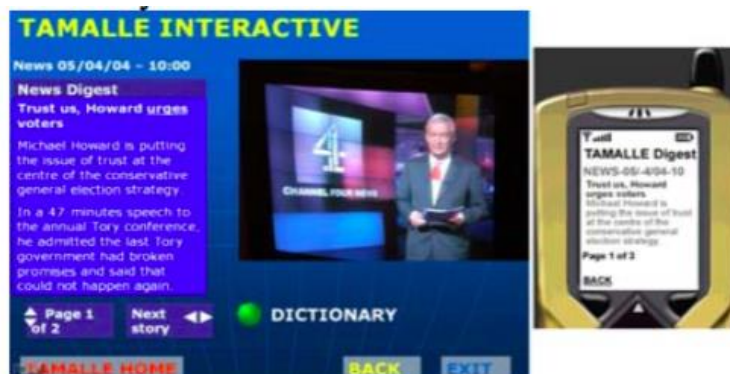 TAMALLE INTERACTIVE
News 05/04/04 - 10:00
News Digest
Trust us, Howard urges
voters
Michael Howard is putting
the issue of trust at the
centre of the conservative
general election strategy.
In a 47 minutes speech to
the annual Tory conference,
he admitted the last Tory
government had broken
promises and said that
could not happen again.
Page 1
of 2
Next
story
4
CHANNEL FOUR NEWS
DICTIONARY
TAMALLE HOME
BACK
EXIT
TAMALLE Digest
NEWS-05/-4/04-10
Trust us, Howard
urges voters
Michael Howard is
putting the issue of trust
at the centre of the
conservative general
election strategy.
Page 1 of 3
BACK